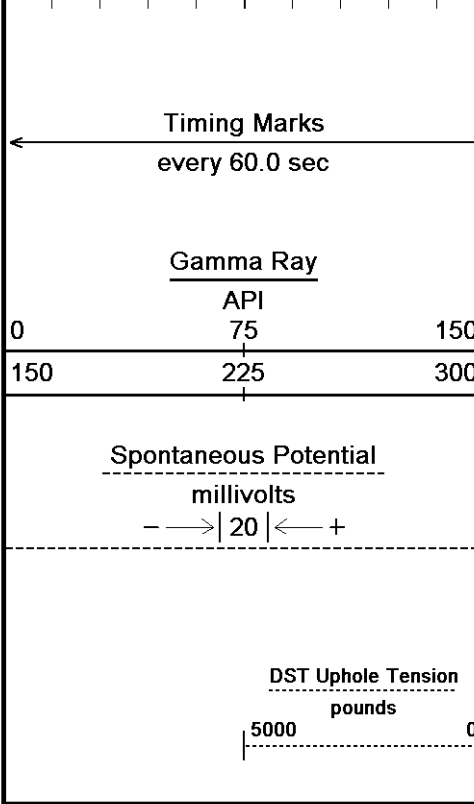 Timing Marks
every 60.0 sec
Gamma Ray
API
0 75 150
150 225 300
Spontaneous Potential
millivolts
− 20 +
DST Uphole Tension
pounds
5000 0